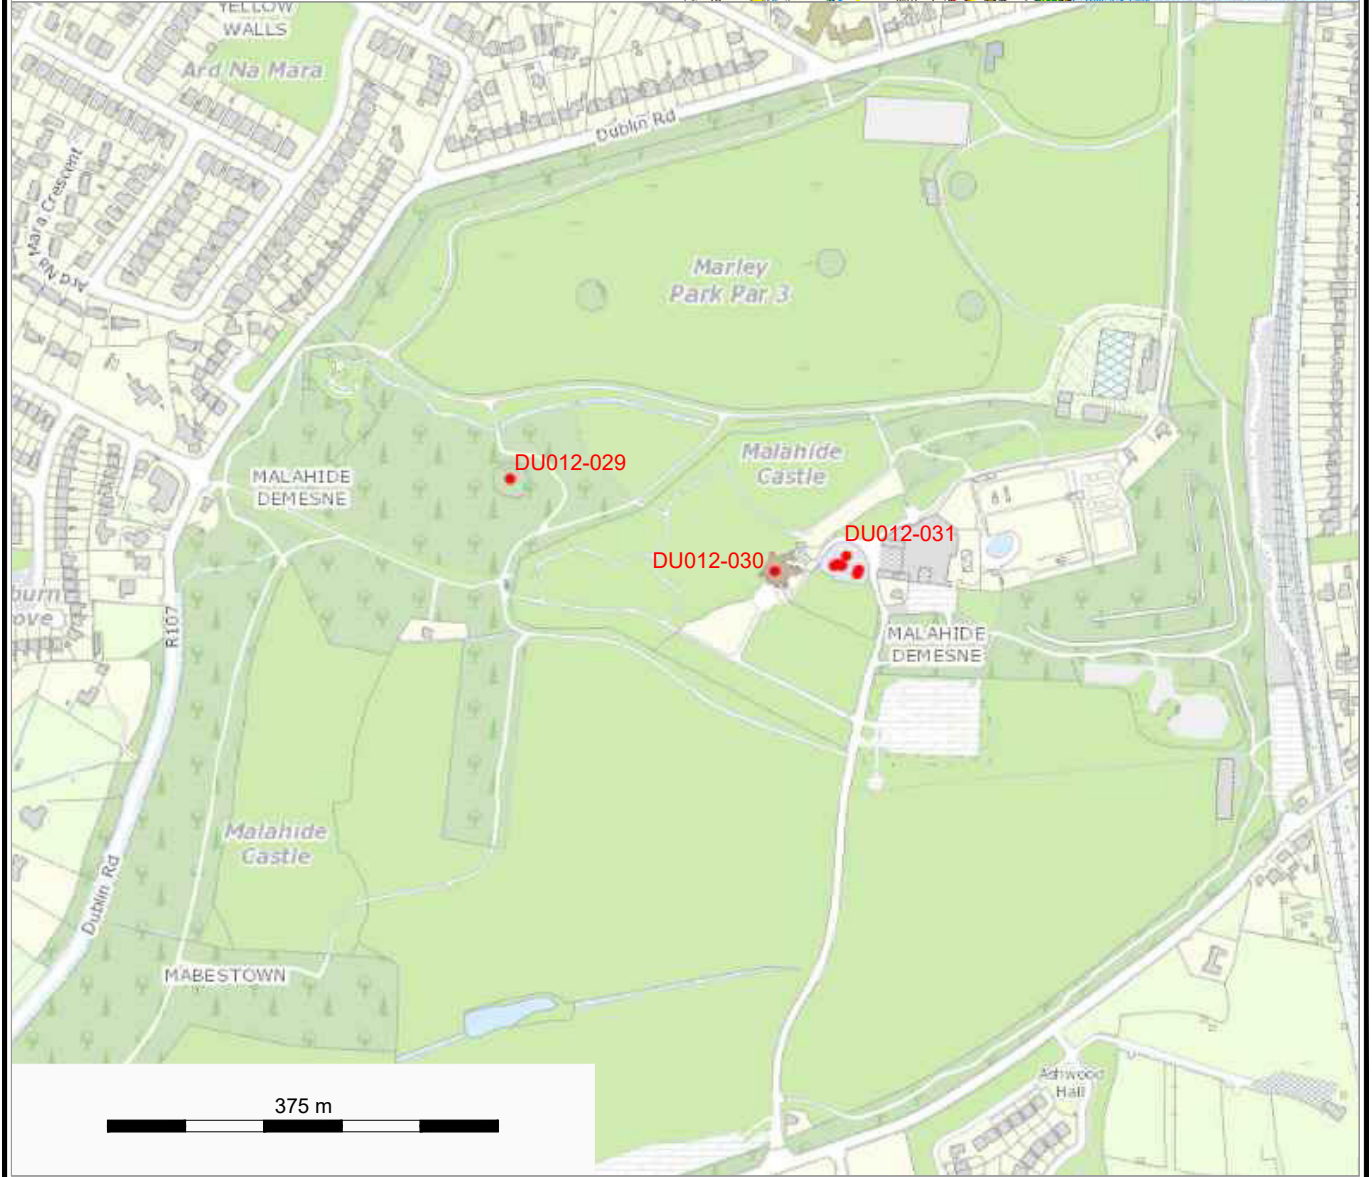 YELLOW
WALLS
Ard Na Mara
Dublin Rd
Mara Crescent
Ard Na
Marley
Park Par 3
DU012-029
Malahide
Castle
MALAHIDE
DEMESNE
DU012-031
DU012-030
R107
MALAHIDE
DEMESNE
Malahide
Castle
Dublin Rd
MABESTOWN
Ashwood
Hall
375 m